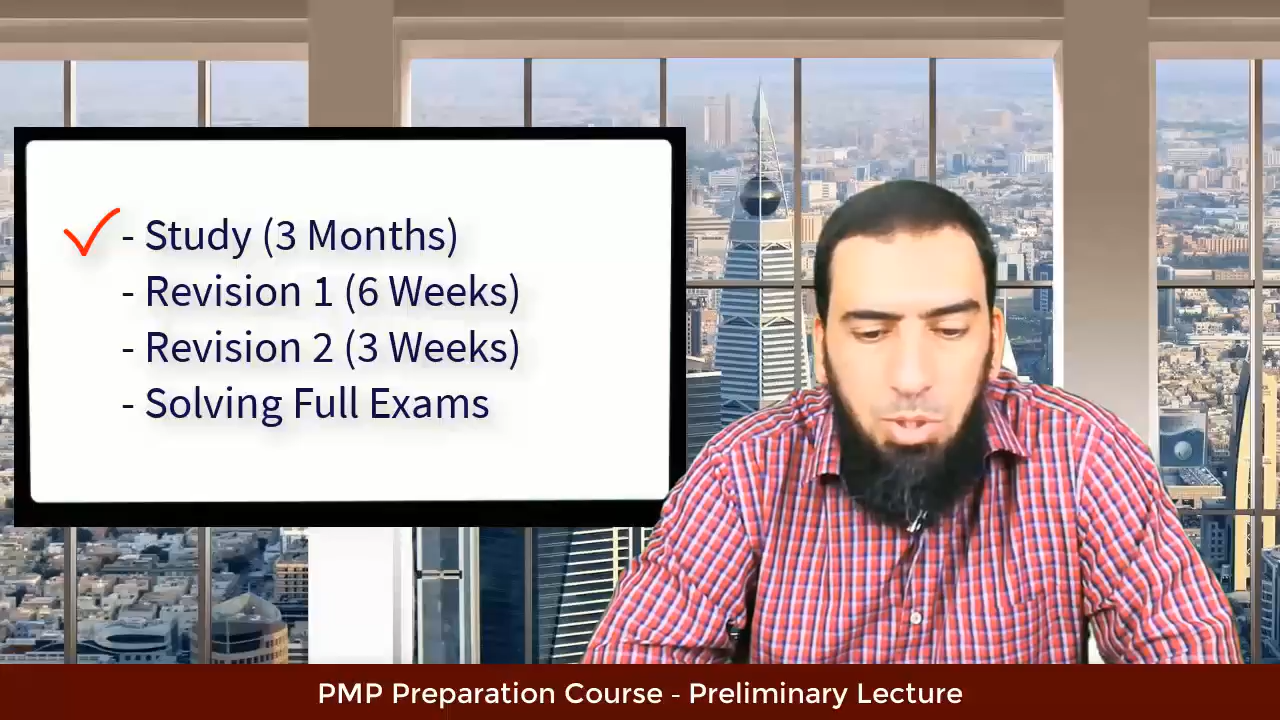 - Study (3 Months)
- Revision 1 (6 Weeks)
- Revision 2 (3 Weeks)
- Solving Full Exams
PMP Preparation Course - Preliminary Lecture